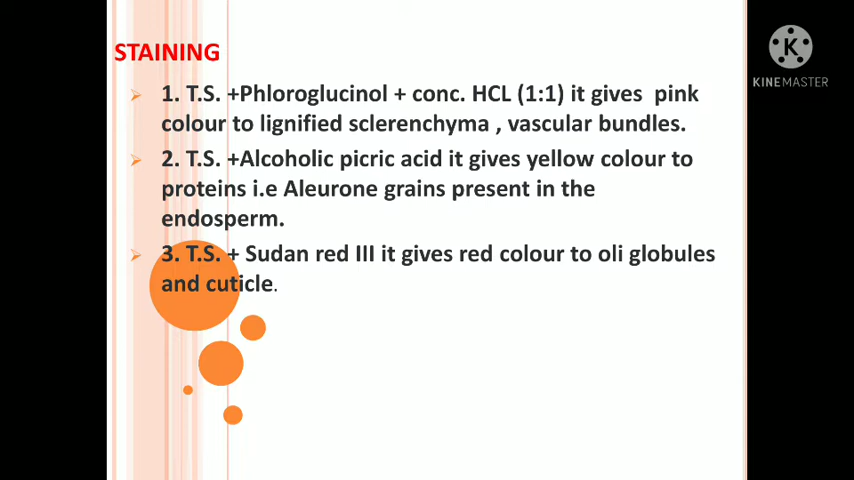 STAINING
1. T.S. +Phloroglucinol + conc. HCL (1:1) it gives pink
colour to lignified sclerenchyma , vascular bundles.
2. T.S. +Alcoholic picric acid it gives yellow colour to
proteins i.e Aleurone grains present in the
endosperm.
3. T.S. + Sudan red III it gives red colour to oli globules
and cuticle.
K
KINEMASTER